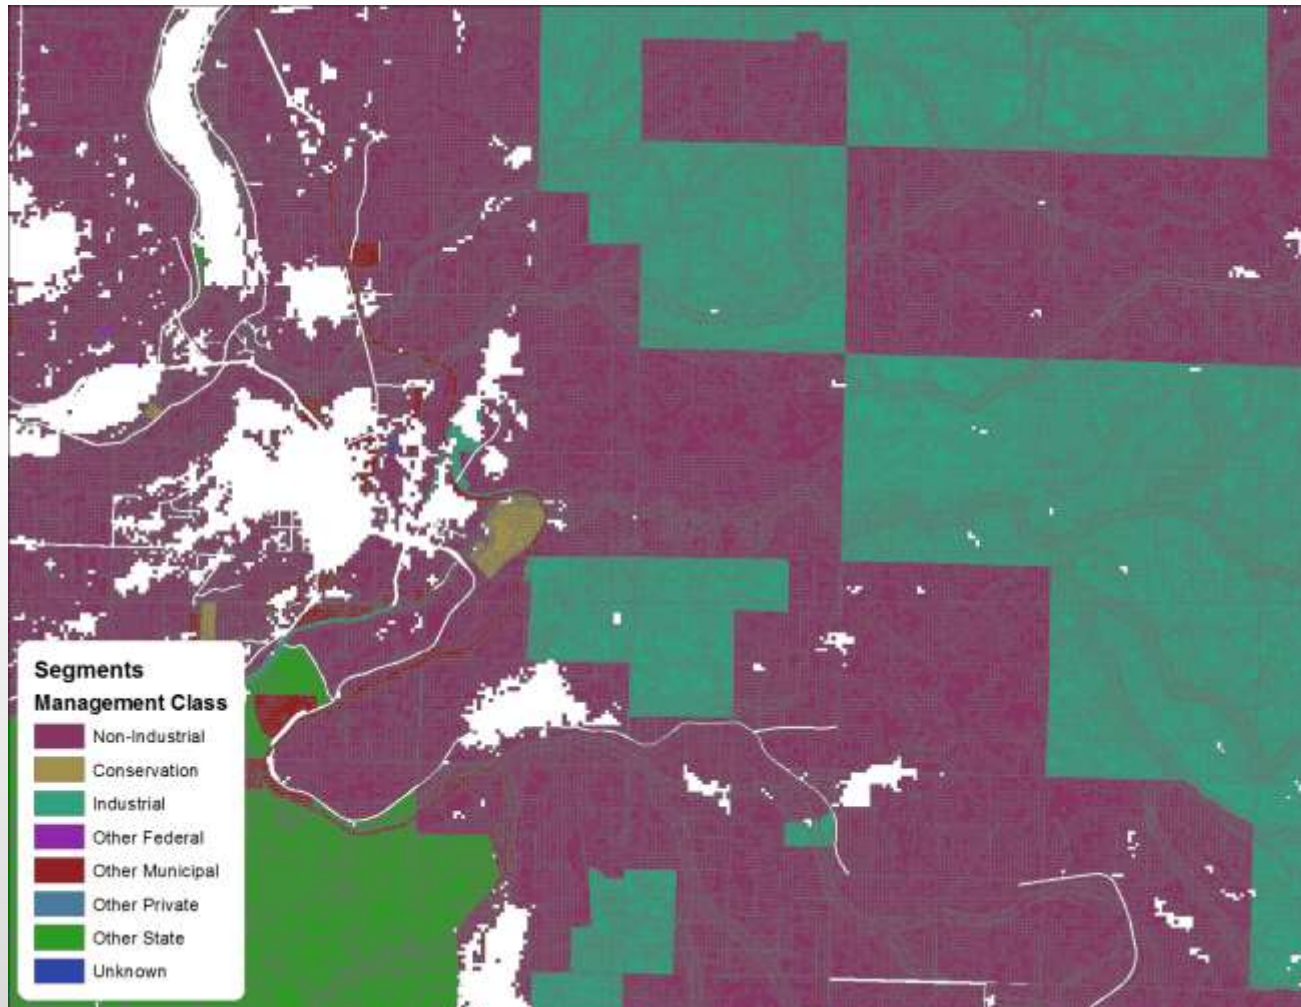 Segments
Management Class
Non-Industrial
Conservation
Industrial
Other Federal
Other Municipal
Other Private
Other State
Unknown